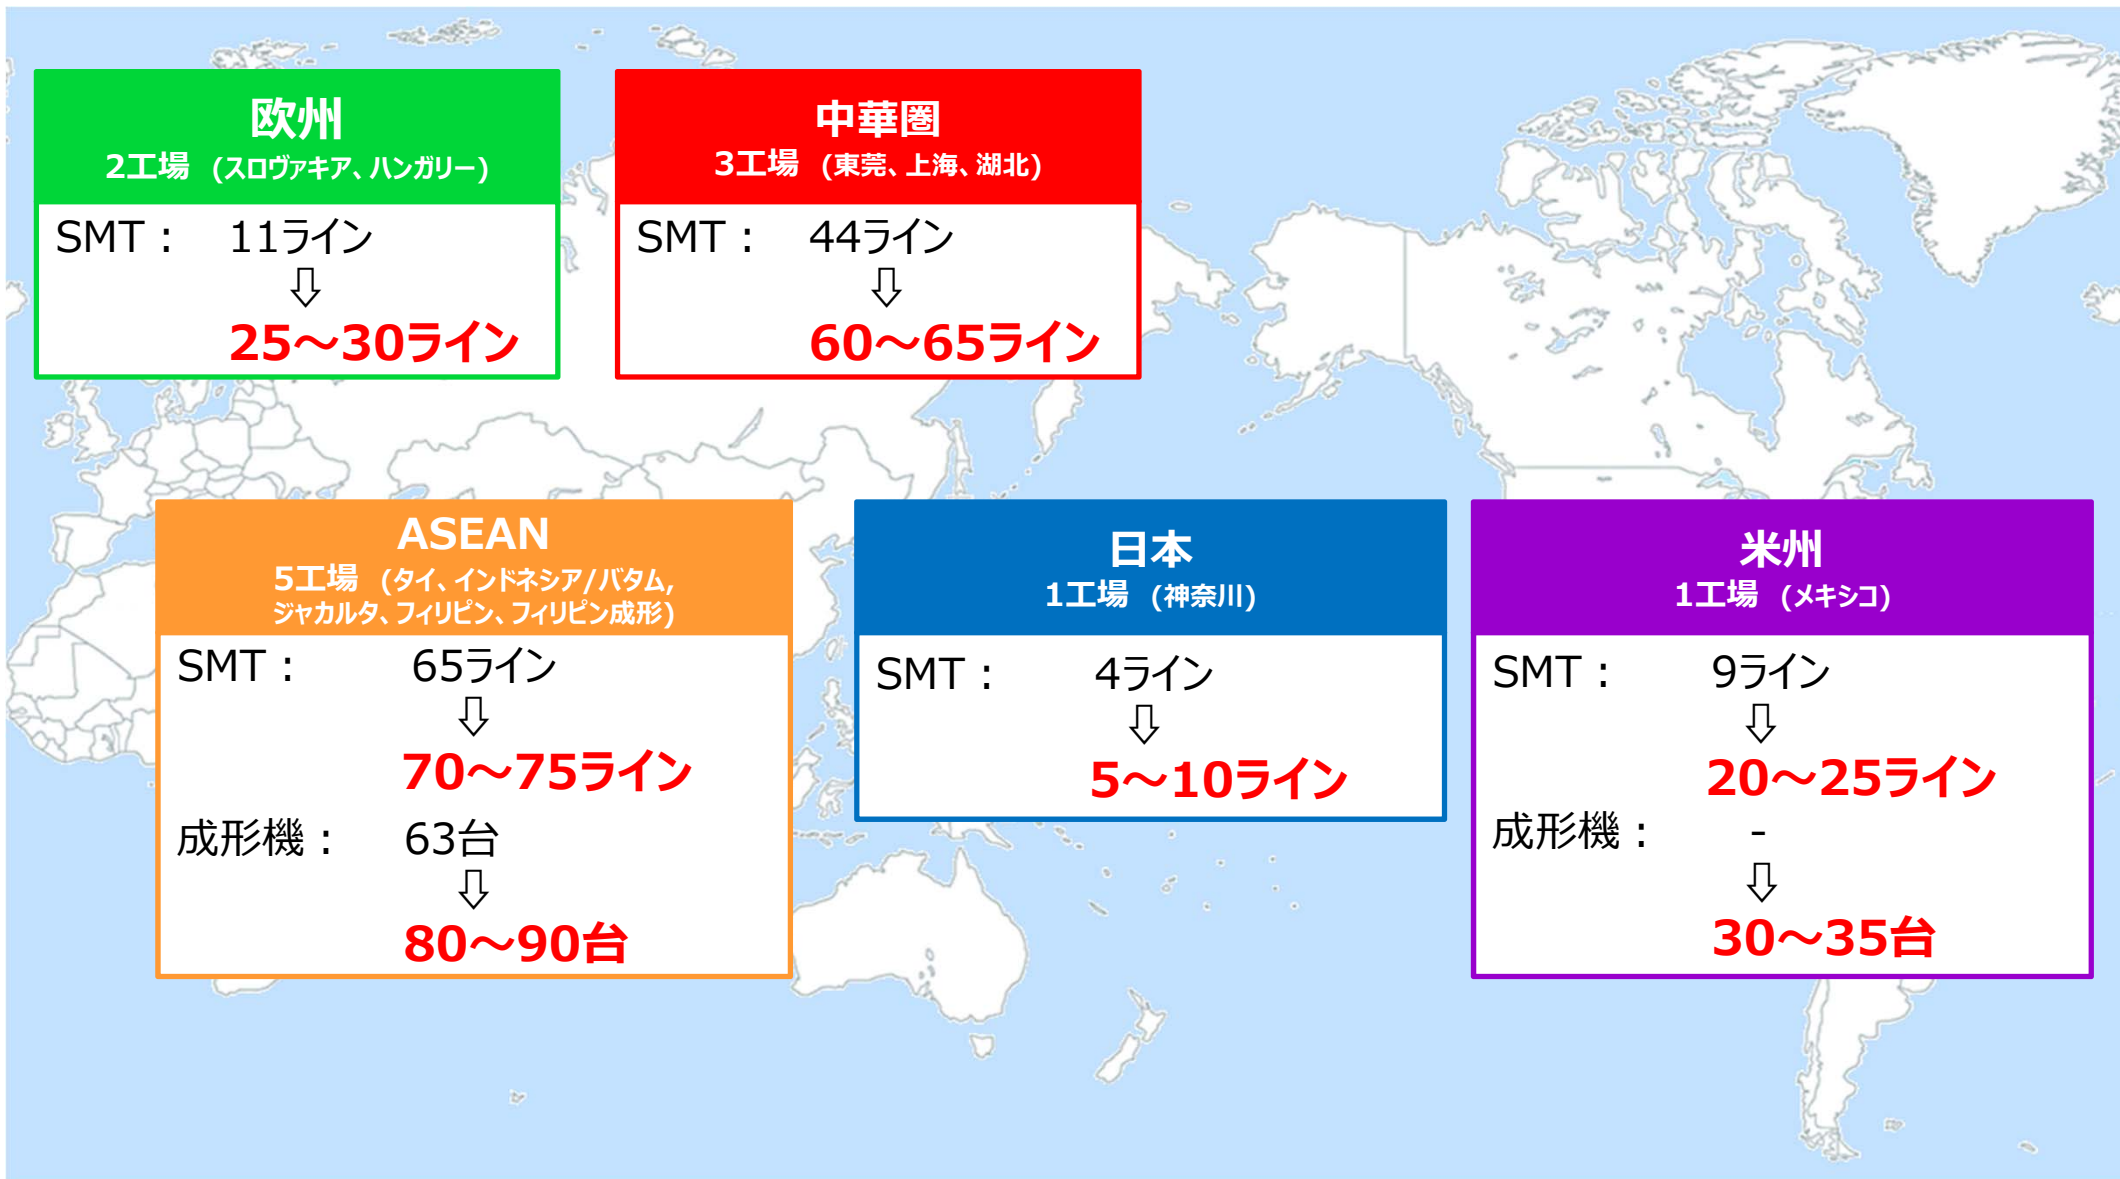 欧州
2工場 (スロヴァキア、ハンガリー)
SMT： 11ライン
⇩
25～30ライン
中華圏
3工場 (東莞、上海、湖北)
SMT： 44ライン
⇩
60～65ライン
ASEAN
5工場 (タイ、インドネシア/バタム,
ジャカルタ、フィリピン、フィリピン成形)
SMT： 65ライン
⇩
70～75ライン
成形機： 63台
⇩
80～90台
日本
1工場 (神奈川)
SMT： 4ライン
⇩
5～10ライン
米州
1工場 (メキシコ)
SMT： 9ライン
⇩
20～25ライン
成形機： -
⇩
30～35台